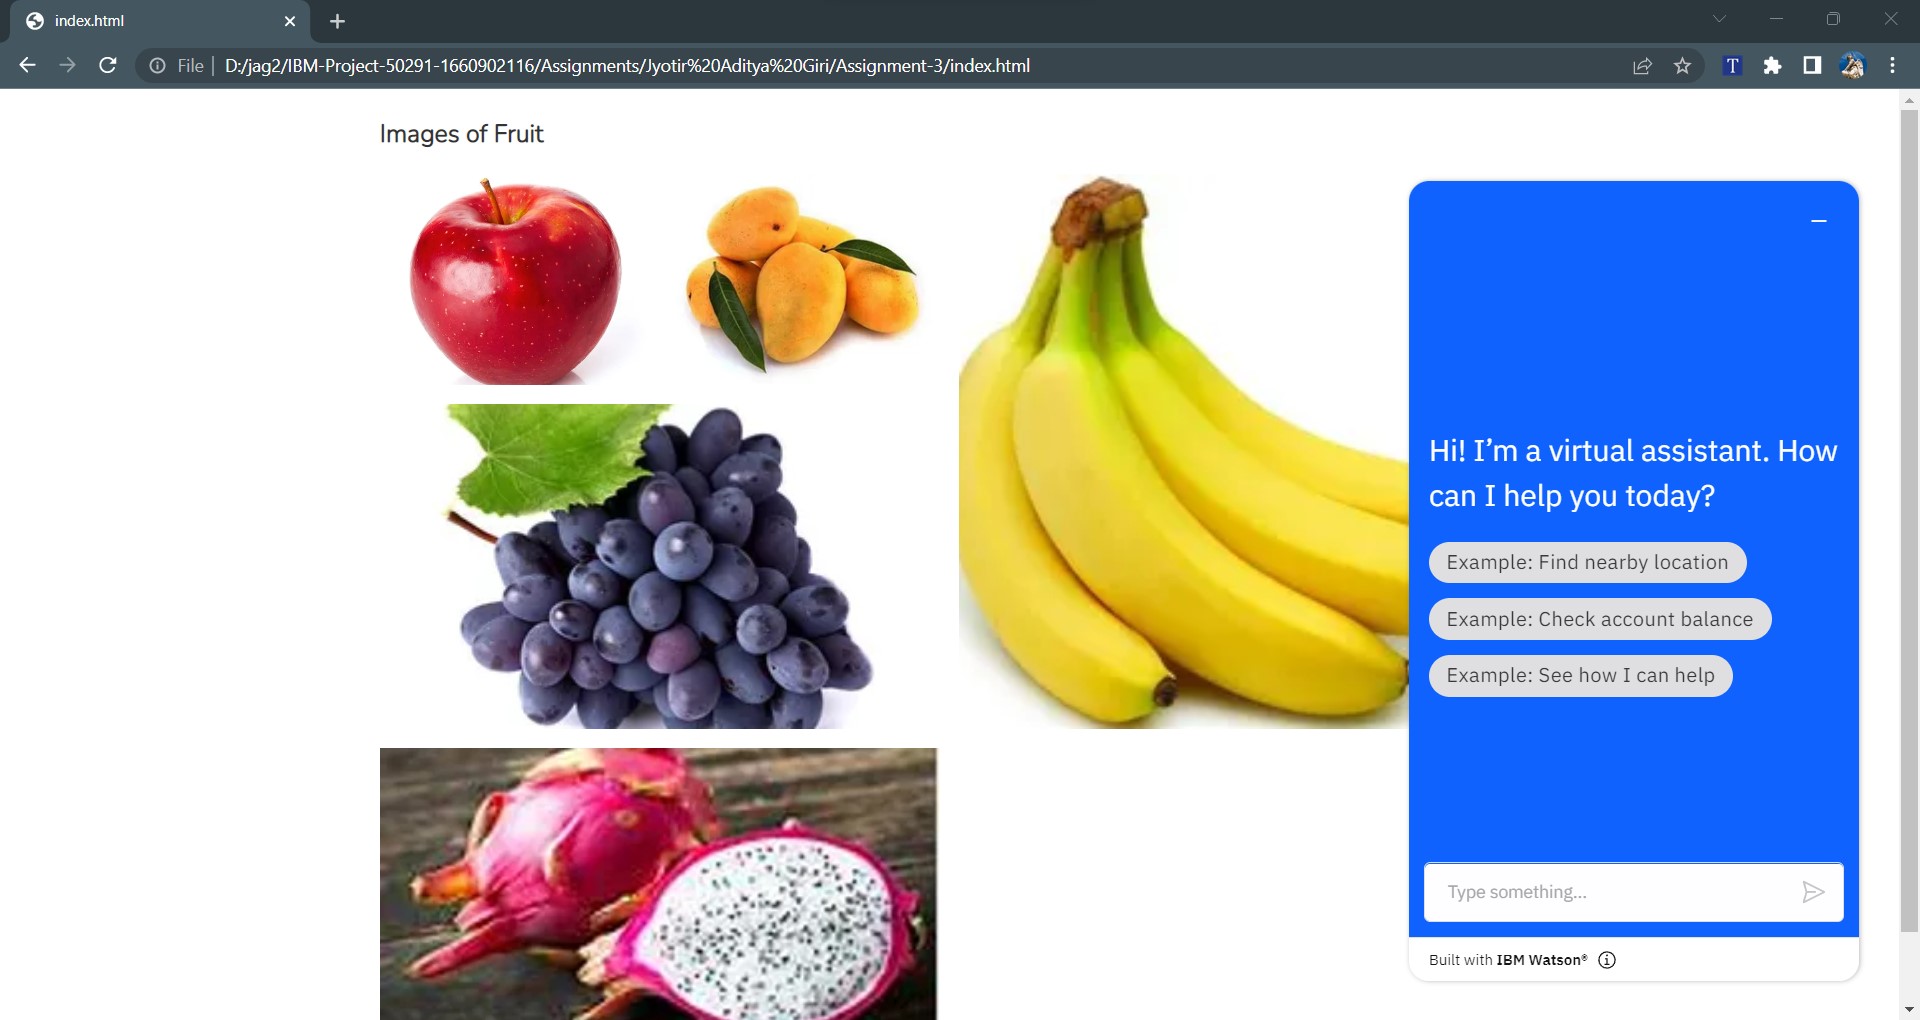 index.html
File D:/jag2/IBM-Project-50291-1660902116/Assignments/Jyotir%20Aditya%20Giri/Assignment-3/index.html
T
Images of Fruit
Hi! I’m a virtual assistant. How
can I help you today?
Example: Find nearby location
Example: Check account balance
Example: See how I can help
Type something...
Built with IBM Watson®